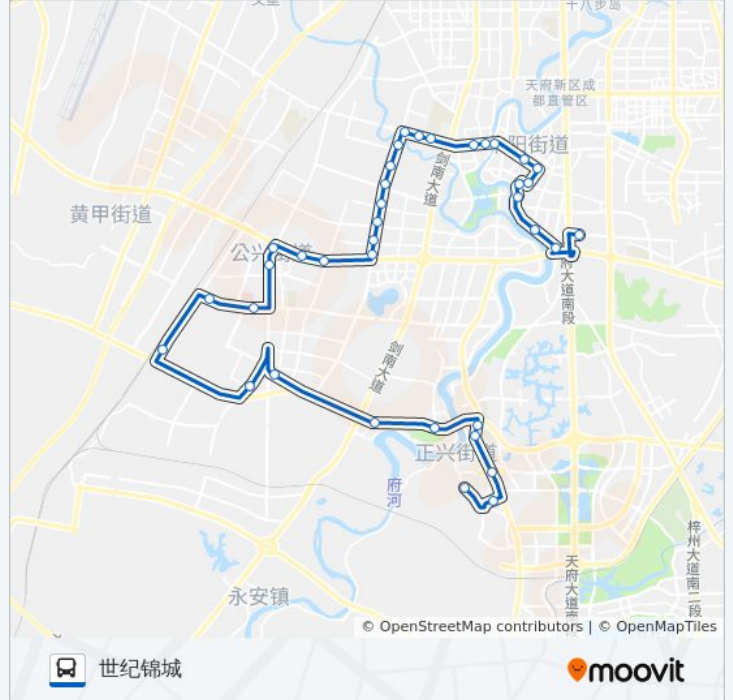 十八步岛
天府新区成
都直管区
阳街道
剑南大道
黄甲街道
公兴街道
府大道南段
剑南大道
正兴街道
府河
梓州大道南二段
天府大道南
永安镇
© OpenStreetMap contributors | © OpenMapTiles
世纪锦城
moovit